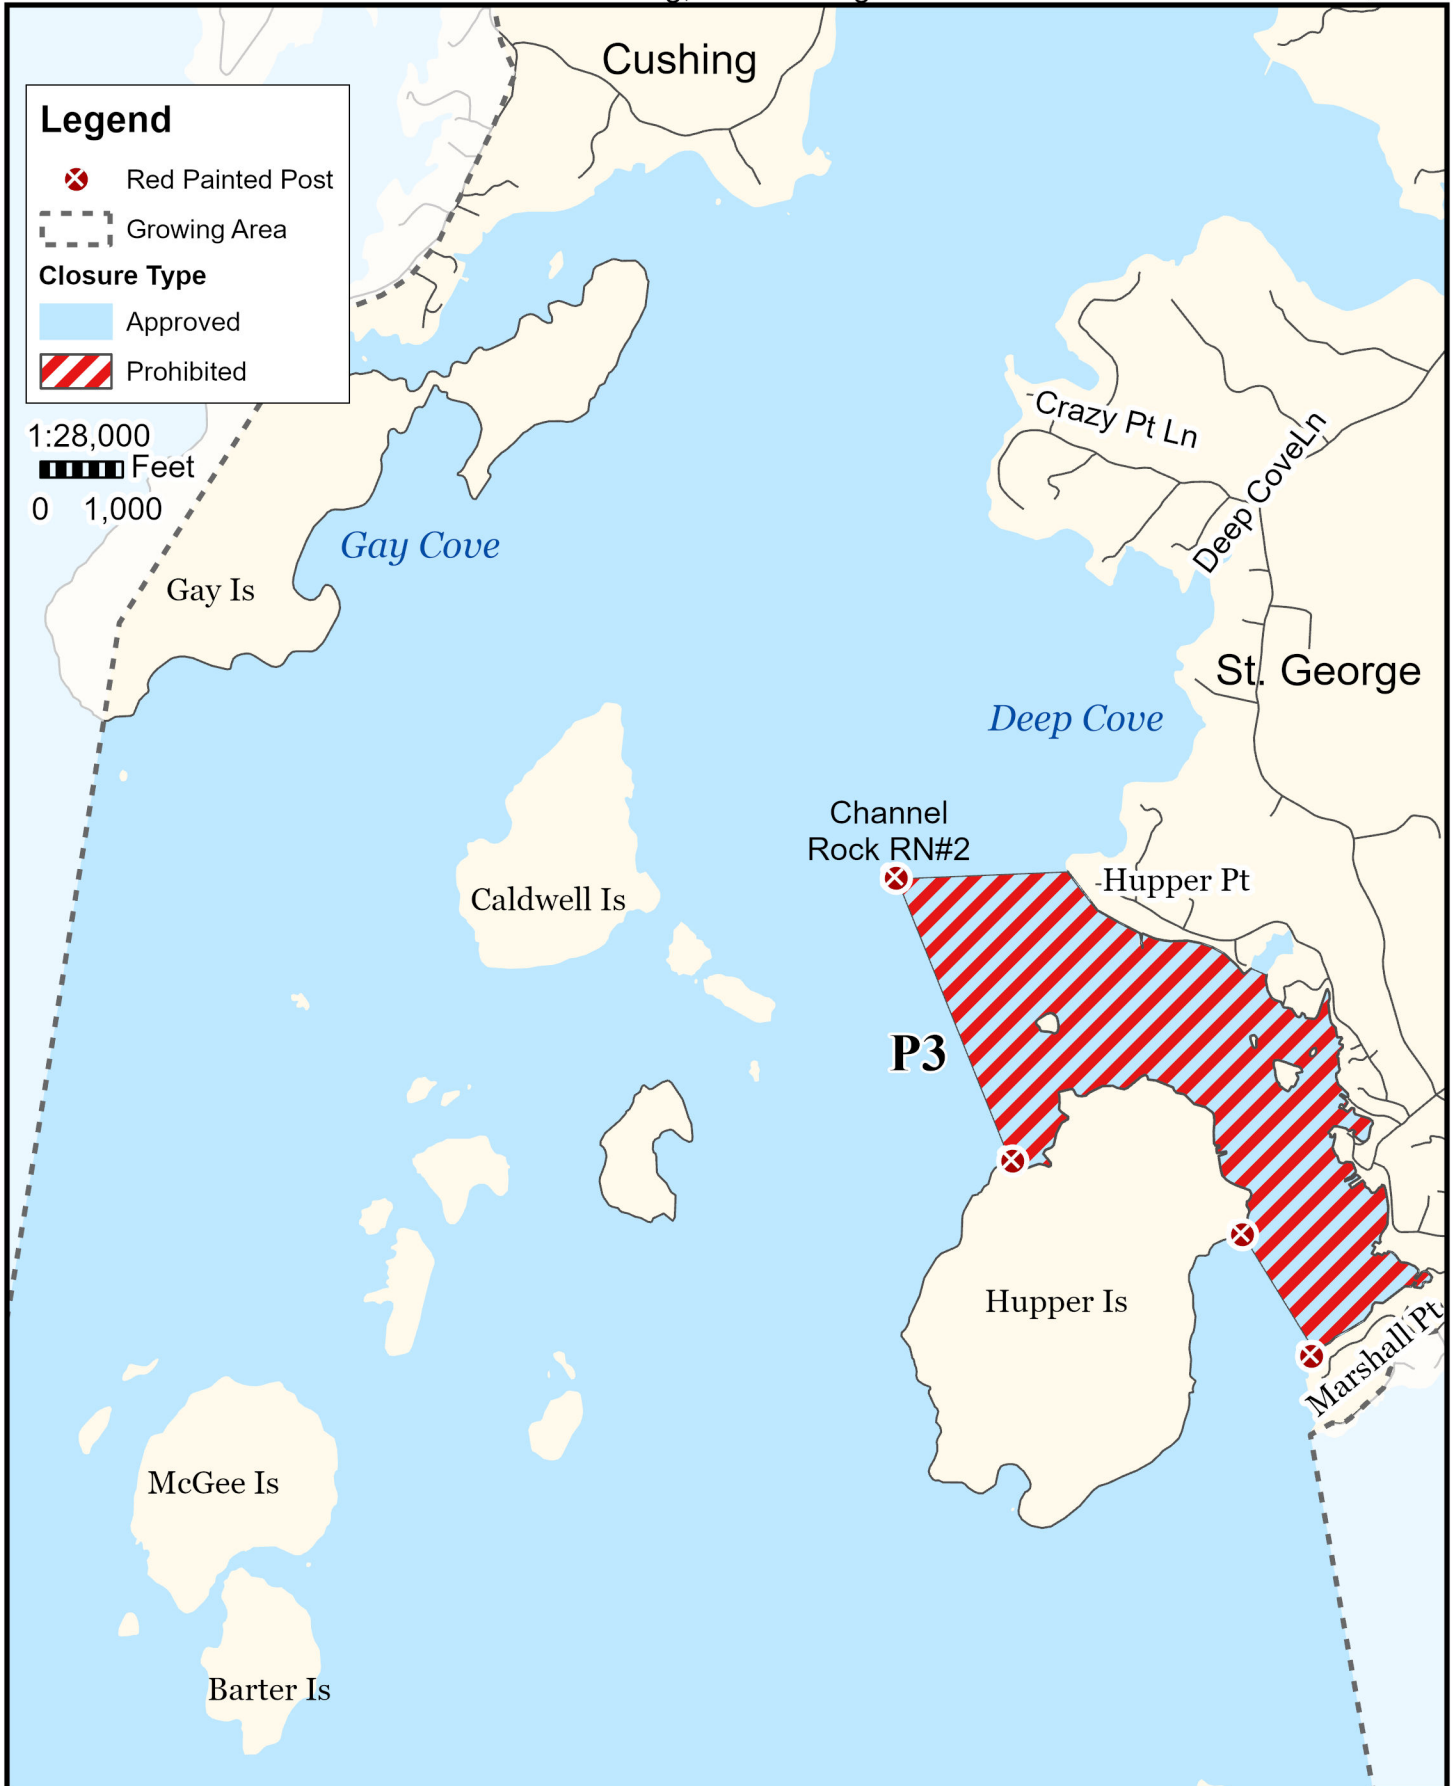 Cushing
Legend
Red Painted Post
Growing Area
Closure Type
Approved
Prohibited
1:28,000
Feet
0 1,000
Crazy Pt Ln
Deep CoveLn
Gay Cove
Gay Is
St. George
Deep Cove
Channel
Rock RN#2
Hupper Pt
Caldwell Is
P3
Hupper Is
Marshall Pt
McGee Is
Barter Is